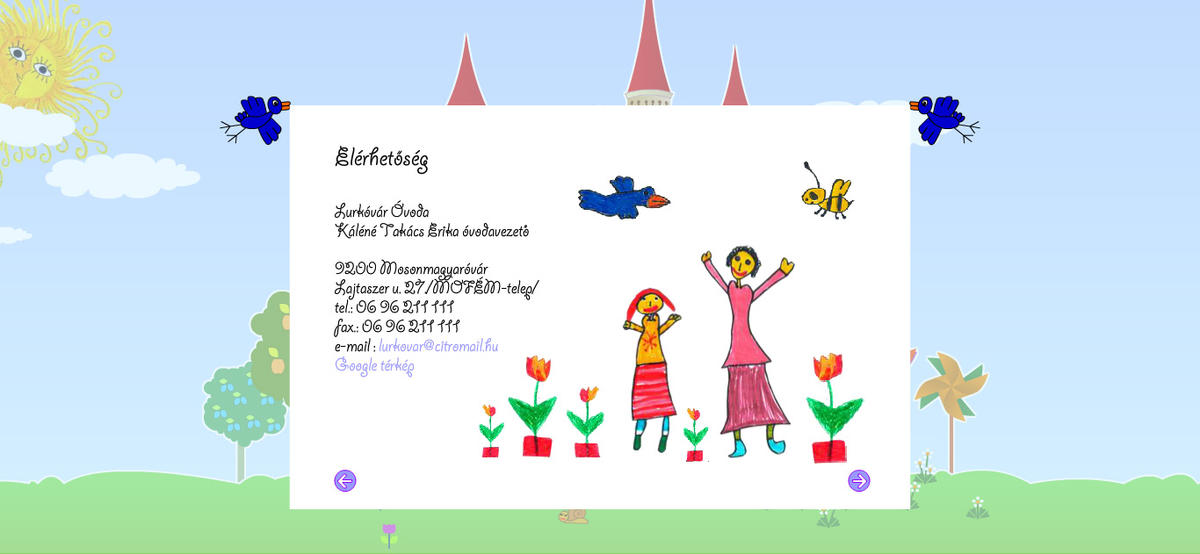 Elérhetőség
Lurkóvár Óvoda
Káléné Takács Erika óvodavezető
9200 Mosonmagyaróvár
Lajtaszer u. 27./MOFÉM-telep/
tel.: 06 96 211 111
fax.: 06 96 211 111
e-mail : lurkovar@citromail.hu
Google térkép